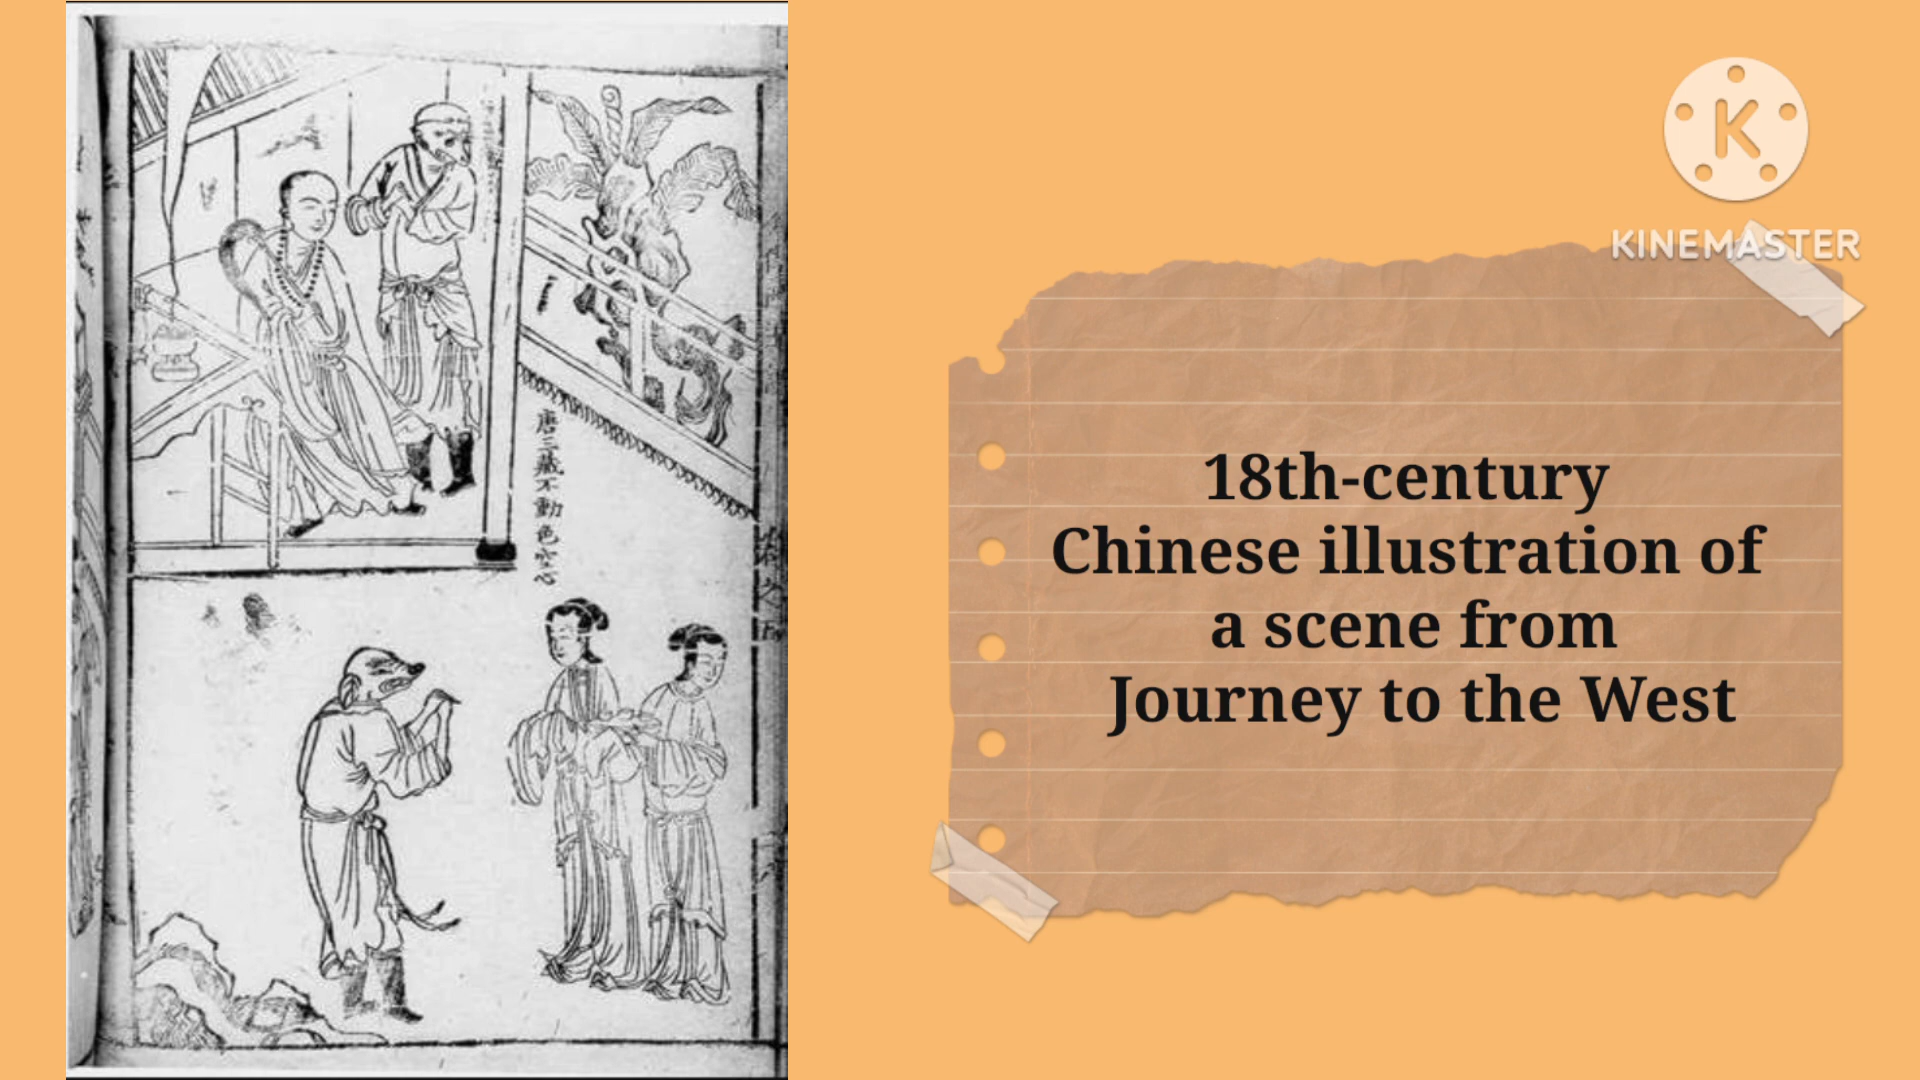 唐三藏不動色空心
K
KINEMASTER
18th-century
Chinese illustration of
a scene from
Journey to the West